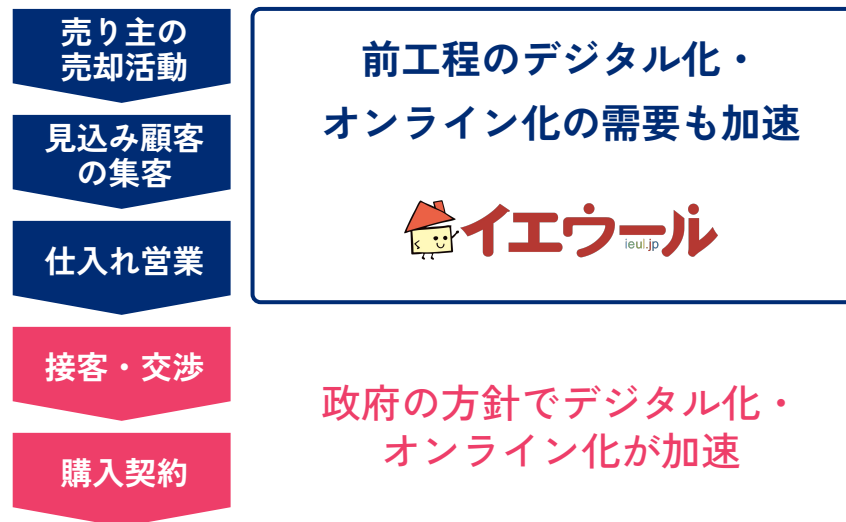 売り主の
売却活動
見込み顧客
の集客
仕入れ営業
接客・交渉
購入契約
前工程のデジタル化・
オンライン化の需要も加速
イエウール
ieul.jp
政府の方針でデジタル化・
オンライン化が加速